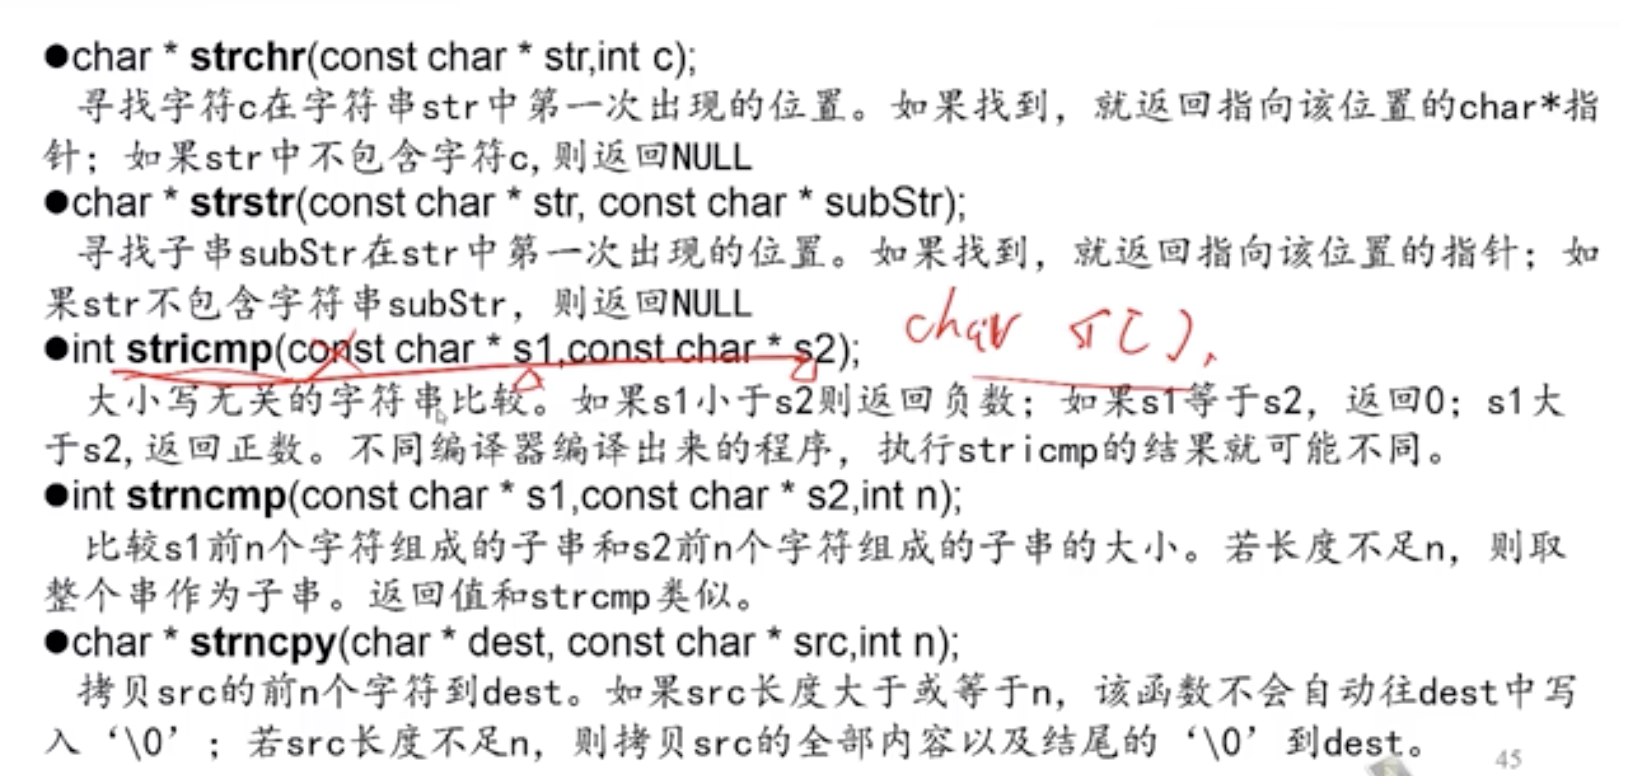 ●char * strchr(const char * str,int c);
寻找字符c在字符串str中第一次出现的位置。如果找到，就返回指向该位置的char*指
针；如果str中不包含字符c,则返回NULL
●char * strstr(const char * str, const char * subStr);
寻找子串subStr在str中第一次出现的位置。如果找到，就返回指向该位置的指针；如
果str不包含字符串subStr，则返回NULL
●int stricmp(const char * s1,const char * s2);
char
大小写无关的字符串比较。如果s1小于s2则返回负数；如果s1等于s2，返回0；s1大
于s2,返回正数。不同编译器编译出来的程序，执行stricmp的结果就可能不同。
●int strncmp(const char * s1,const char * s2,int n);
比较s1前n个字符组成的子串和s2前n个字符组成的子串的大小。若长度不足n，则取
整个串作为子串。返回值和strcmp类似。
●char * strncpy(char * dest, const char * src,int n);
拷贝src的前n个字符到dest。如果src长度大于或等于n，该函数不会自动往dest中写
入‘\0’；若src长度不足n，则拷贝src的全部内容以及结尾的‘\0’到dest。
45